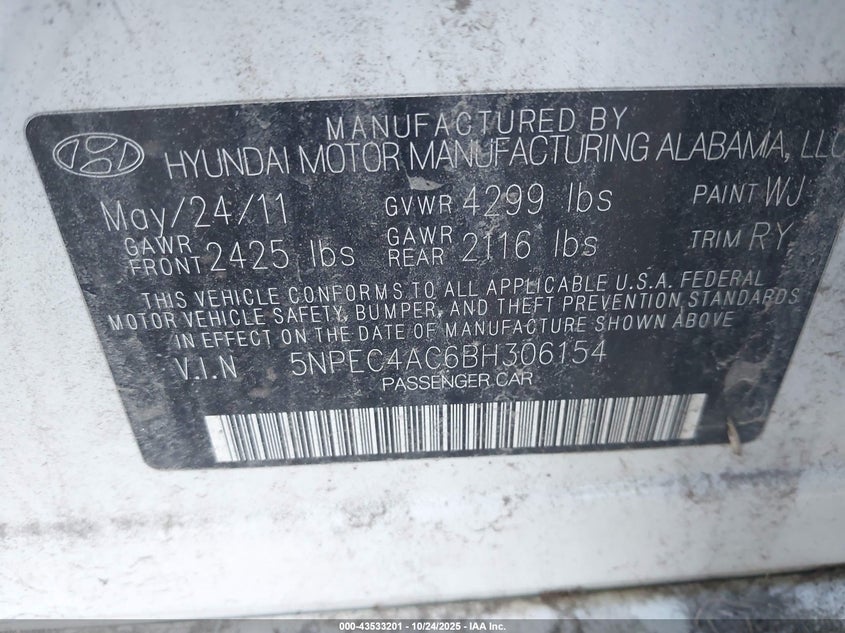 MANUFACTURED BY
HYUNDAI MOTOR MANUFACTURING ALABAMA, LLC
May/24/11 GVWR 4299 lbs PAINT WJ
GAWR FRONT 2425 lbs GAWR REAR 2116 lbs TRIM RY
THIS VEHICLE CONFORMS TO ALL APPLICABLE U.S.A. FEDERAL
MOTOR VEHICLE SAFETY, BUMPER, AND THEFT PREVENTION STANDARDS
IN EFFECT ON THE DATE OF MANUFACTURE SHOWN ABOVE
V.I.N 5NPEC4AC6BH306154
PASSENGER CAR
000-43533201 - 10/24/2025 - IAA Inc.